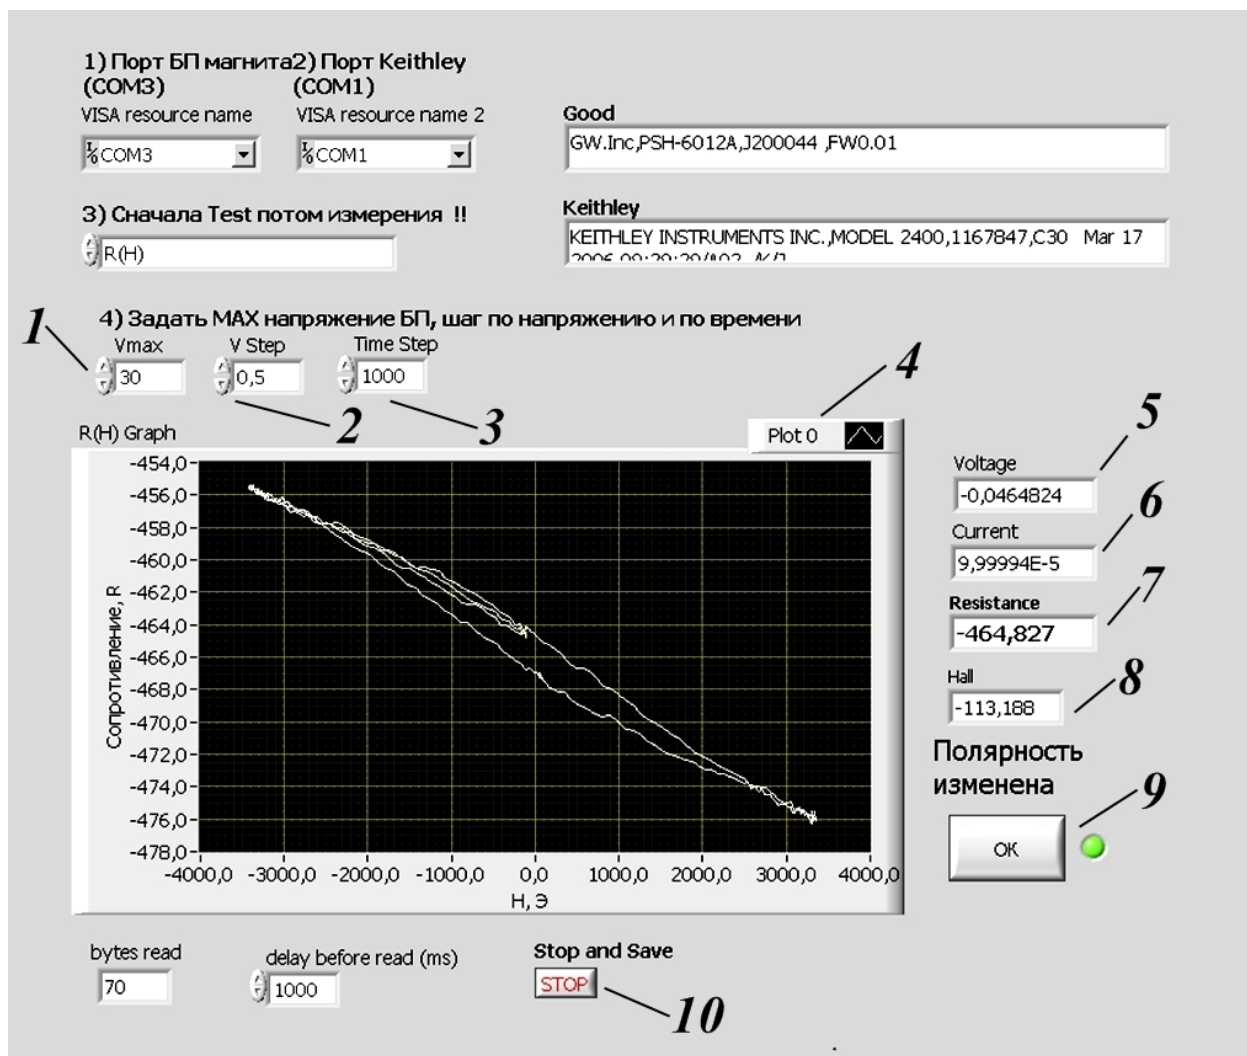 1) Порт БП магнита2) Порт Keithley
(COM3) (COM1)
VISA resource name VISA resource name 2
COM3 COM1
Good
GW.Inc,PSH-6012A,J200044 ,FW0.01
3) Сначала Test потом измерения !!
R(H)
Keithley
KEITHLEY INSTRUMENTS INC.,MODEL 2400,1167847,C30 Mar 17
4) Задать MAX напряжение БП, шаг по напряжению и по времени
1
Vmax V Step Time Step
30 0,5 1000
2 3
4
R(H) Graph
Plot 0
-454,0
-456,0
-458,0
-460,0
-462,0
-464,0
-466,0
-468,0
-470,0
-472,0
-474,0
-476,0
-478,0
Сопротивление, R
-4000,0 -3000,0 -2000,0 -1000,0 0,0 1000,0 2000,0 3000,0 4000,0
H, Э
5
Voltage
-0,0464824
6
Current
9,99994E-5
7
Resistance
-464,827
8
Hall
-113,188
Полярность
изменена
9
OK
bytes read
70
delay before read (ms)
1000
Stop and Save
STOP
10